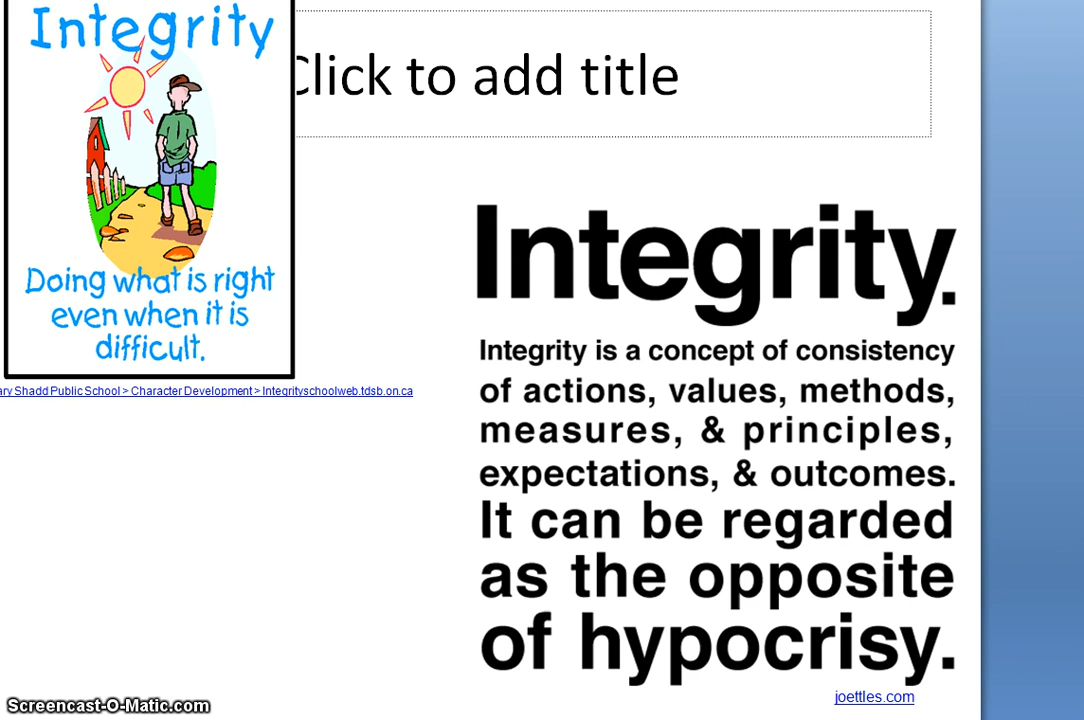 Integrity
Doing what is right
even when it is
difficult.
Click to add title
ary Shadd Public School > Character Development > Integrityschoolweb.tdsb.on.ca
Integrity.
Integrity is a concept of consistency
of actions, values, methods,
measures, & principles,
expectations, & outcomes.
It can be regarded
as the opposite
of hypocrisy.
joettles.com
Screencast-O-Matic.com